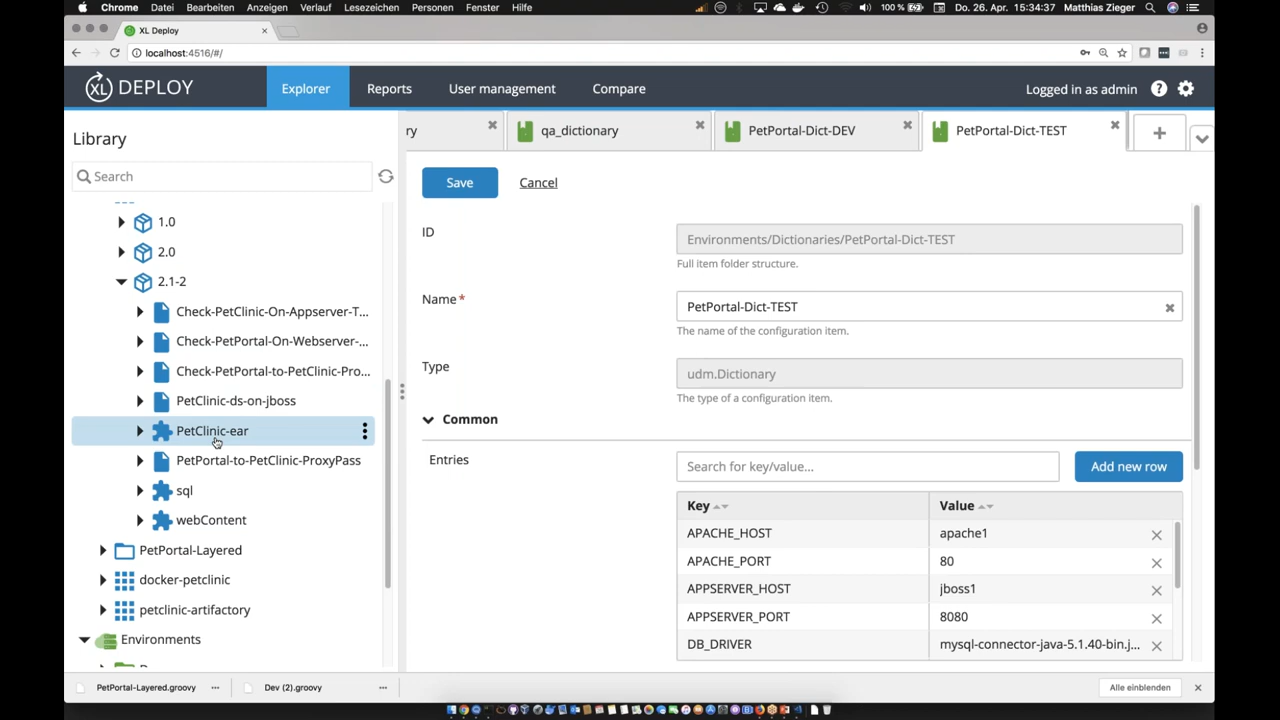 Chrome Datei Bearbeiten Anzeigen Verlauf Lesezeichen Personen Fenster Hilfe 100 % Do. 26. Apr. 15:34:37 Matthias Zieger
XL Deploy
localhost:4516/#/
XL DEPLOY Explorer Reports User management Compare Logged in as admin
Library
ry qa_dictionary PetPortal-Dict-DEV PetPortal-Dict-TEST
Search
Save Cancel
1.0
2.0
2.1-2
Check-PetClinic-On-Appserver-T...
Check-PetPortal-On-Webserver-...
Check-PetPortal-to-PetClinic-Pro...
PetClinic-ds-on-jboss
PetClinic-ear
PetPortal-to-PetClinic-ProxyPass
sql
webContent
PetPortal-Layered
docker-petclinic
petclinic-artifactory
Environments
ID Environments/Dictionaries/PetPortal-Dict-TEST
Full item folder structure.
Name* PetPortal-Dict-TEST
The name of the configuration item.
Type udm.Dictionary
The type of a configuration item.
Common
Entries Search for key/value... Add new row
Key Value
APACHE_HOST apache1
APACHE_PORT 80
APPSERVER_HOST jboss1
APPSERVER_PORT 8080
DB_DRIVER mysql-connector-java-5.1.40-bin.j...
PetPortal-Layered.groovy Dev (2).groovy Alle einblenden